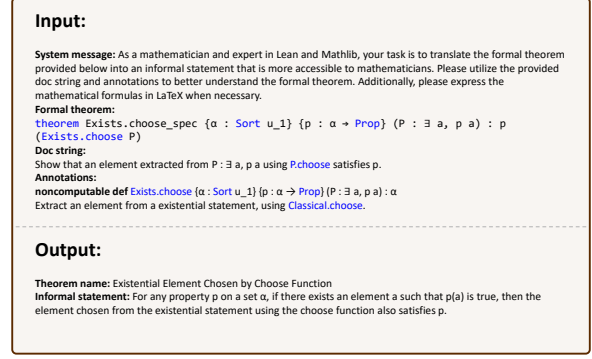 Input:
System message: As a mathematician and expert in Lean and Mathlib, your task is to translate the formal theorem
provided below into an informal statement that is more accessible to mathematicians. Please utilize the provided
doc string and annotations to better understand the formal theorem. Additionally, please express the
mathematical formulas in LaTeX when necessary.
Formal theorem:
theorem Exists.choose_spec {α : Sort u_1} {p : α → Prop} (P : ∃ a, p a) : p
(Exists.choose P)
Doc string:
Show that an element extracted from P : ∃ a, p a using P.choose satisfies p.
Annotations:
noncomputable def Exists.choose {α : Sort u_1} {p : α → Prop} (P : ∃ a, p a) : α
Extract an element from a existential statement, using Classical.choose.
Output:
Theorem name: Existential Element Chosen by Choose Function
Informal statement: For any property p on a set α, if there exists an element a such that p(a) is true, then the
element chosen from the existential statement using the choose function also satisfies p.